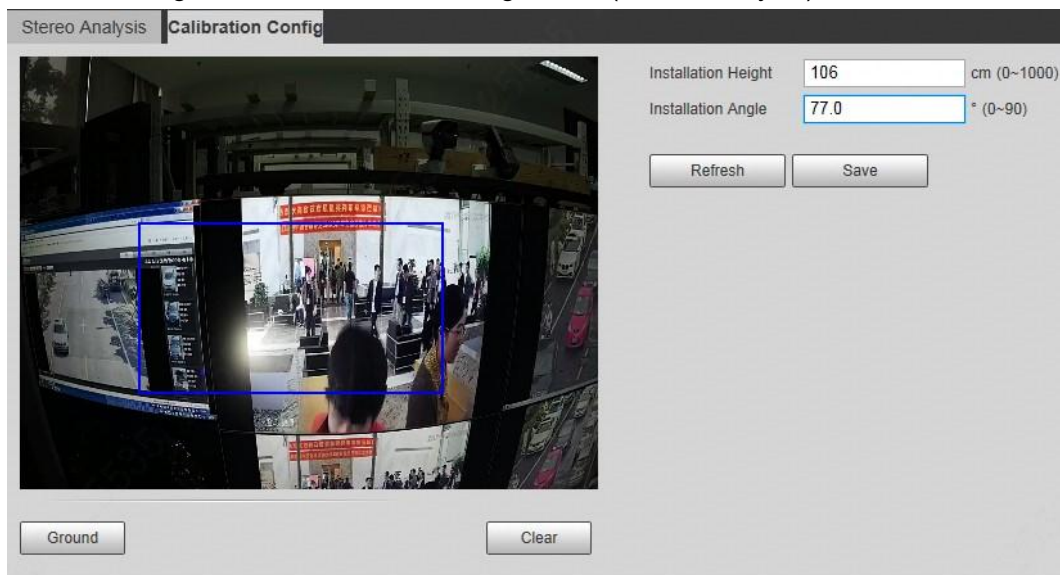 Stereo Analysis
Calibration Config
Installation Height 106 cm (0~1000)
Installation Angle 77.0 ° (0~90)
Refresh Save
Ground Clear